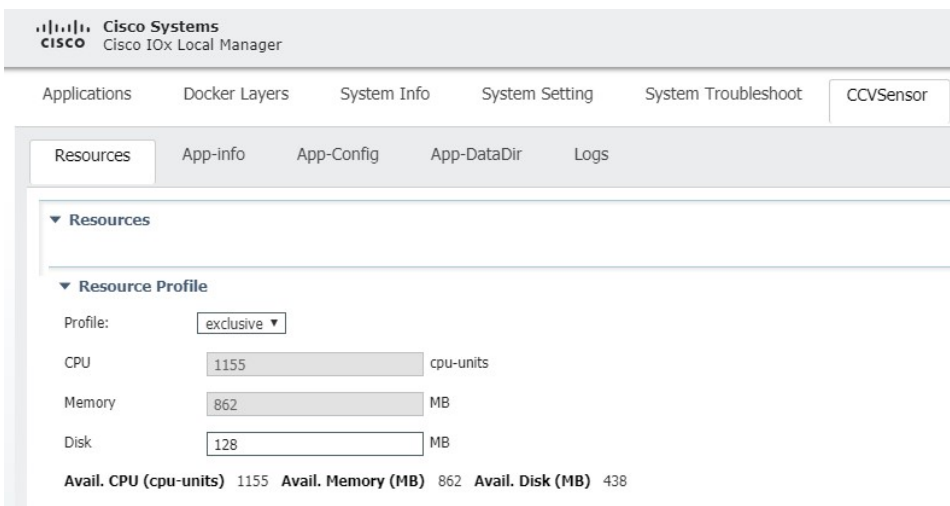 Cisco Systems
CISCO Cisco IOx Local Manager
Applications Docker Layers System Info System Setting System Troubleshoot CCVSensor
Resources App-info App-Config App-DataDir Logs
Resources
Resource Profile
Profile: exclusive
CPU 1155 cpu-units
Memory 862 MB
Disk 128 MB
Avail. CPU (cpu-units) 1155 Avail. Memory (MB) 862 Avail. Disk (MB) 438